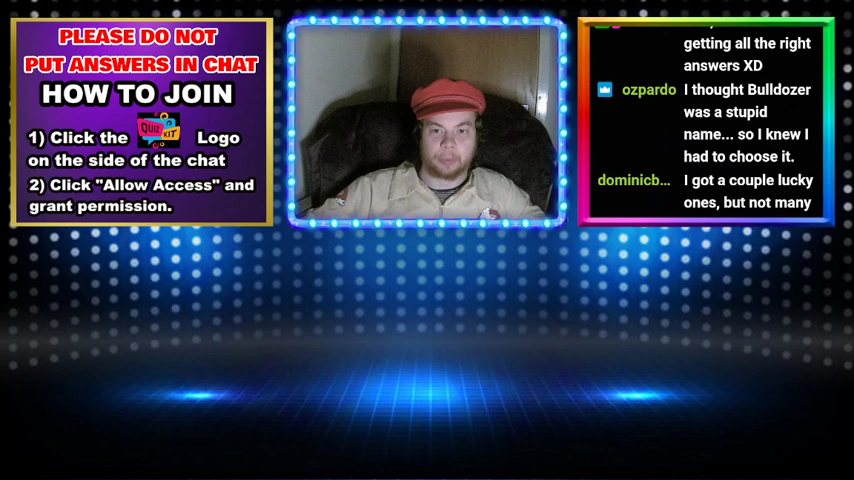 PLEASE DO NOT
PUT ANSWERS IN CHAT
HOW TO JOIN
1) Click the QUIZ KIT Logo
on the side of the chat
2) Click "Allow Access" and
grant permission.
getting all the right
answers XD
ozpardo I thought Bulldozer
was a stupid
name... so I knew I
had to choose it.
dominicb... I got a couple lucky
ones, but not many